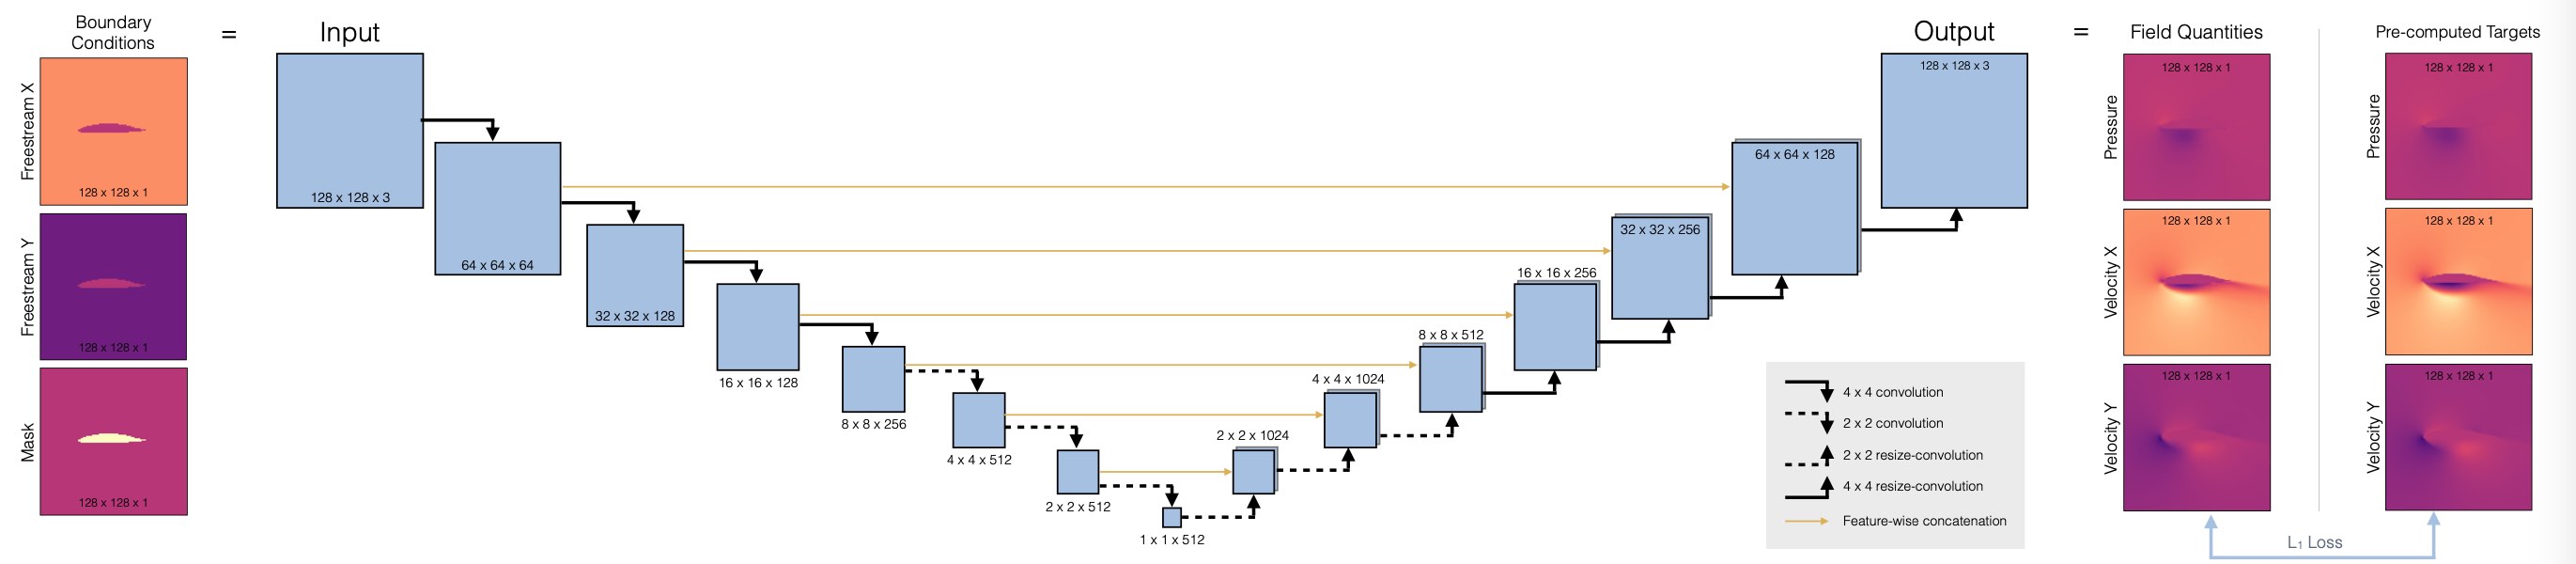 Boundary
Conditions
=
Input
Output
=
Field Quantities
Pre-computed Targets
Freestream X
128 x 128 x 1
Freestream Y
128 x 128 x 1
Mask
128 x 128 x 1
128 x 128 x 3
64 x 64 x 64
32 x 32 x 128
16 x 16 x 128
8 x 8 x 256
4 x 4 x 512
2 x 2 x 512
1 x 1 x 512
2 x 2 x 1024
4 x 4 x 1024
8 x 8 x 512
16 x 16 x 256
32 x 32 x 256
64 x 64 x 128
128 x 128 x 3
4 x 4 convolution
2 x 2 convolution
2 x 2 resize-convolution
4 x 4 resize-convolution
Feature-wise concatenation
Pressure
128 x 128 x 1
Velocity X
128 x 128 x 1
Velocity Y
128 x 128 x 1
Pressure
128 x 128 x 1
Velocity X
128 x 128 x 1
Velocity Y
128 x 128 x 1
L₁ Loss